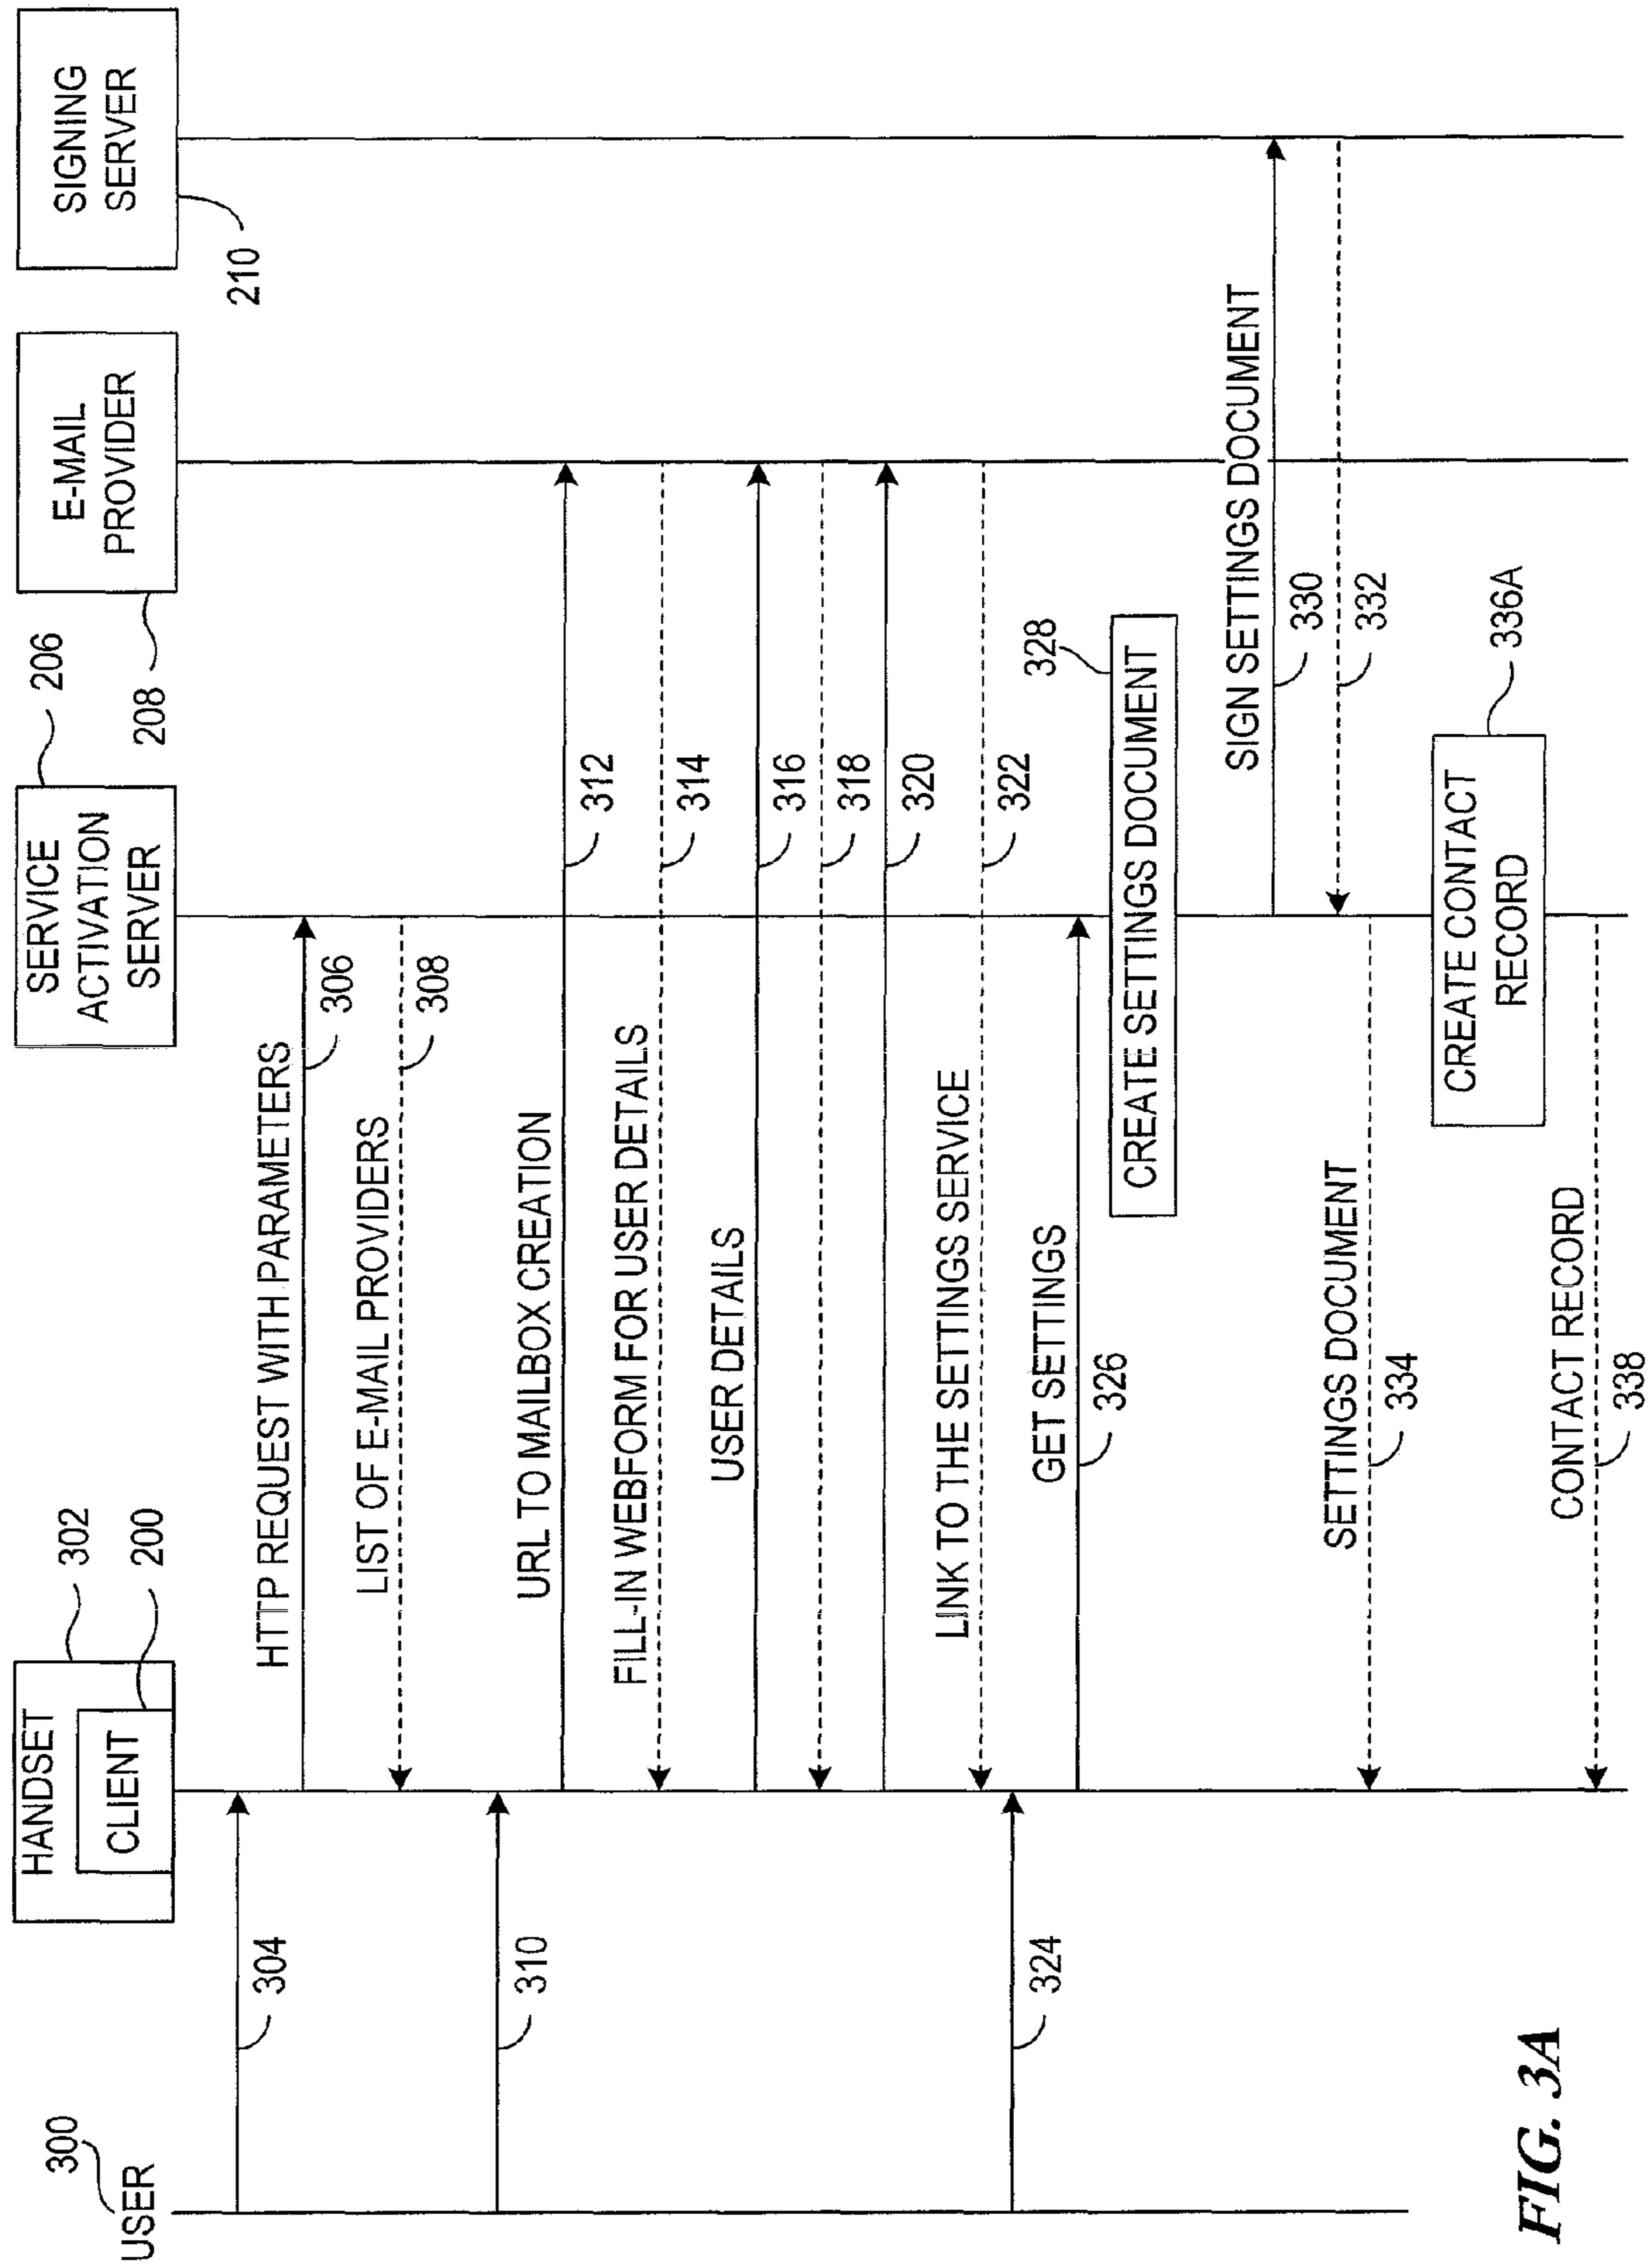 300
USER
HANDSET
CLIENT
302
200
SERVICE
ACTIVATION
SERVER
206
E-MAIL
PROVIDER
208
SIGNING
SERVER
210
304
HTTP REQUEST WITH PARAMETERS
306
LIST OF E-MAIL PROVIDERS
308
310
URL TO MAILBOX CREATION
312
FILL-IN WEBFORM FOR USER DETAILS
314
USER DETAILS
316
318
320
LINK TO THE SETTINGS SERVICE
322
324
GET SETTINGS
326
CREATE SETTINGS DOCUMENT
328
SIGN SETTINGS DOCUMENT
330
332
SETTINGS DOCUMENT
334
CREATE CONTACT
RECORD
336A
CONTACT RECORD
338
FIG. 3A